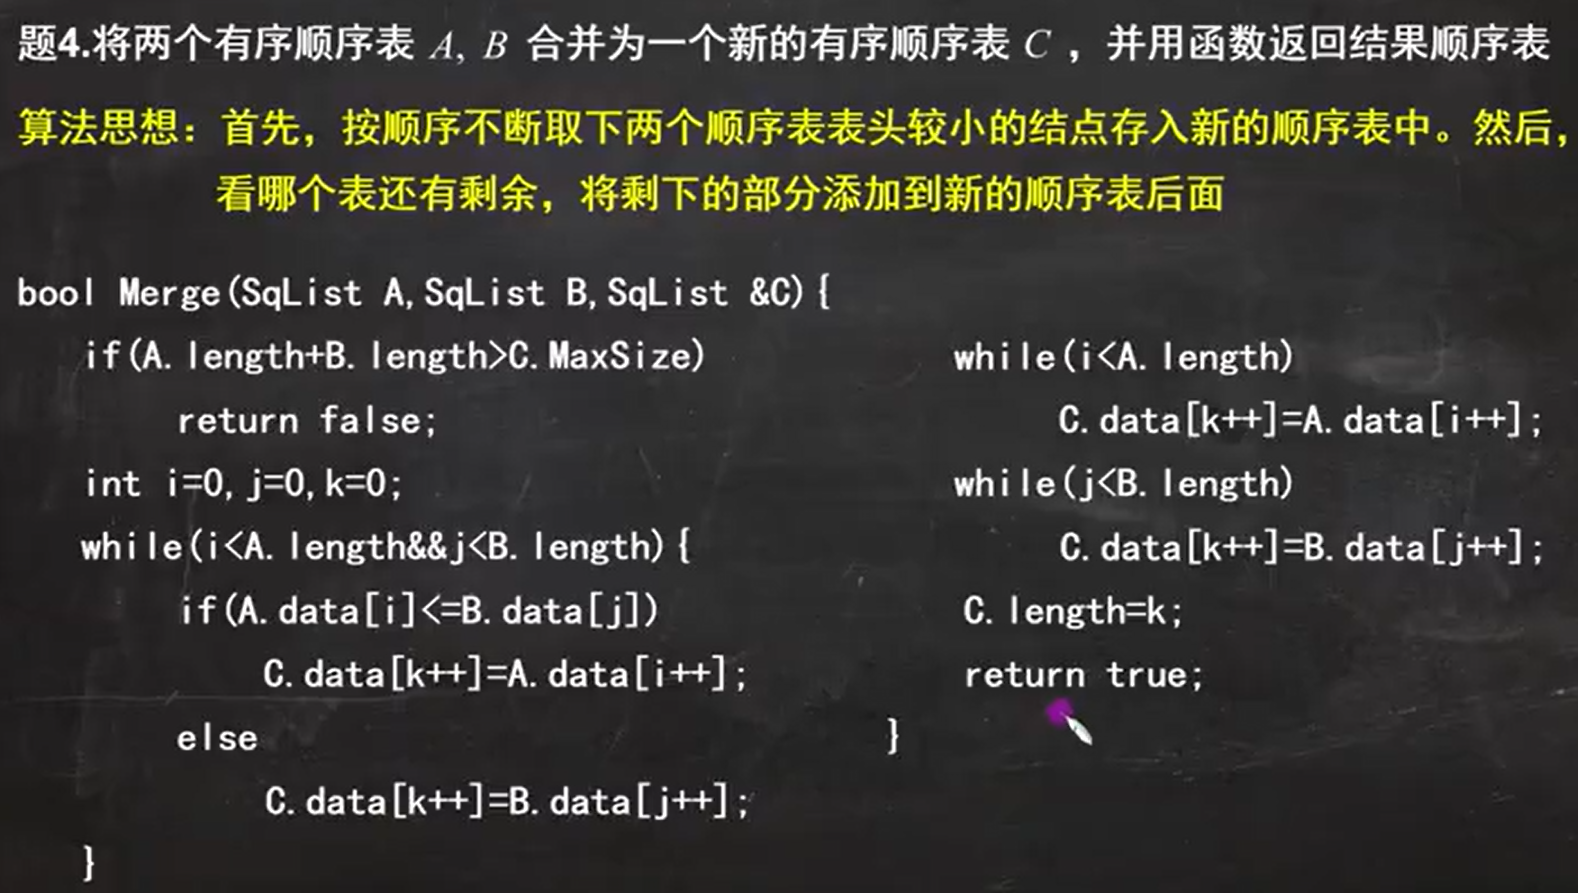 题4.将两个有序顺序表 A, B 合并为一个新的有序顺序表 C ，并用函数返回结果顺序表
算法思想：首先，按顺序不断取下两个顺序表表头较小的结点存入新的顺序表中。然后，
看哪个表还有剩余，将剩下的部分添加到新的顺序表后面
bool Merge(SqList A,SqList B,SqList &C){
if(A.length+B.length>C.MaxSize)
return false;
int i=0,j=0,k=0;
while(i<A.length&&j<B.length){
if(A.data[i]<=B.data[j])
C.data[k++]=A.data[i++];
else
C.data[k++]=B.data[j++];
}
while(i<A.length)
C.data[k++]=A.data[i++];
while(j<B.length)
C.data[k++]=B.data[j++];
C.length=k;
return true;
}